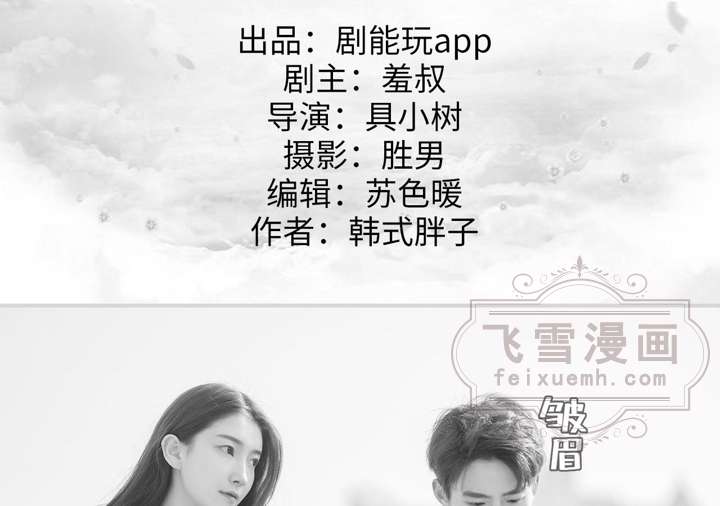 出品：剧能玩app
剧主：羞叔
导演：具小树
摄影：胜男
编辑：苏色暖
作者：韩式胖子
飞雪漫画
feixuemh.com
皱眉